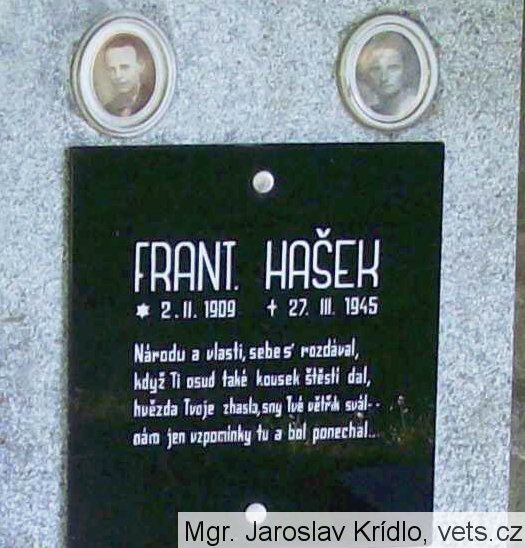 FRANT. HAŠEK
* 2. II. 1909 + 27. III. 1945
Národu a vlasti, sebe s' rozdával,
když Ti osud také kousek štěstí dal,
hvězda Tvoje zhasla, sny Tvé větřík svál--
nám jen vzpomínky tu a bol ponechal...
Mgr. Jaroslav Krídlo, vets.cz